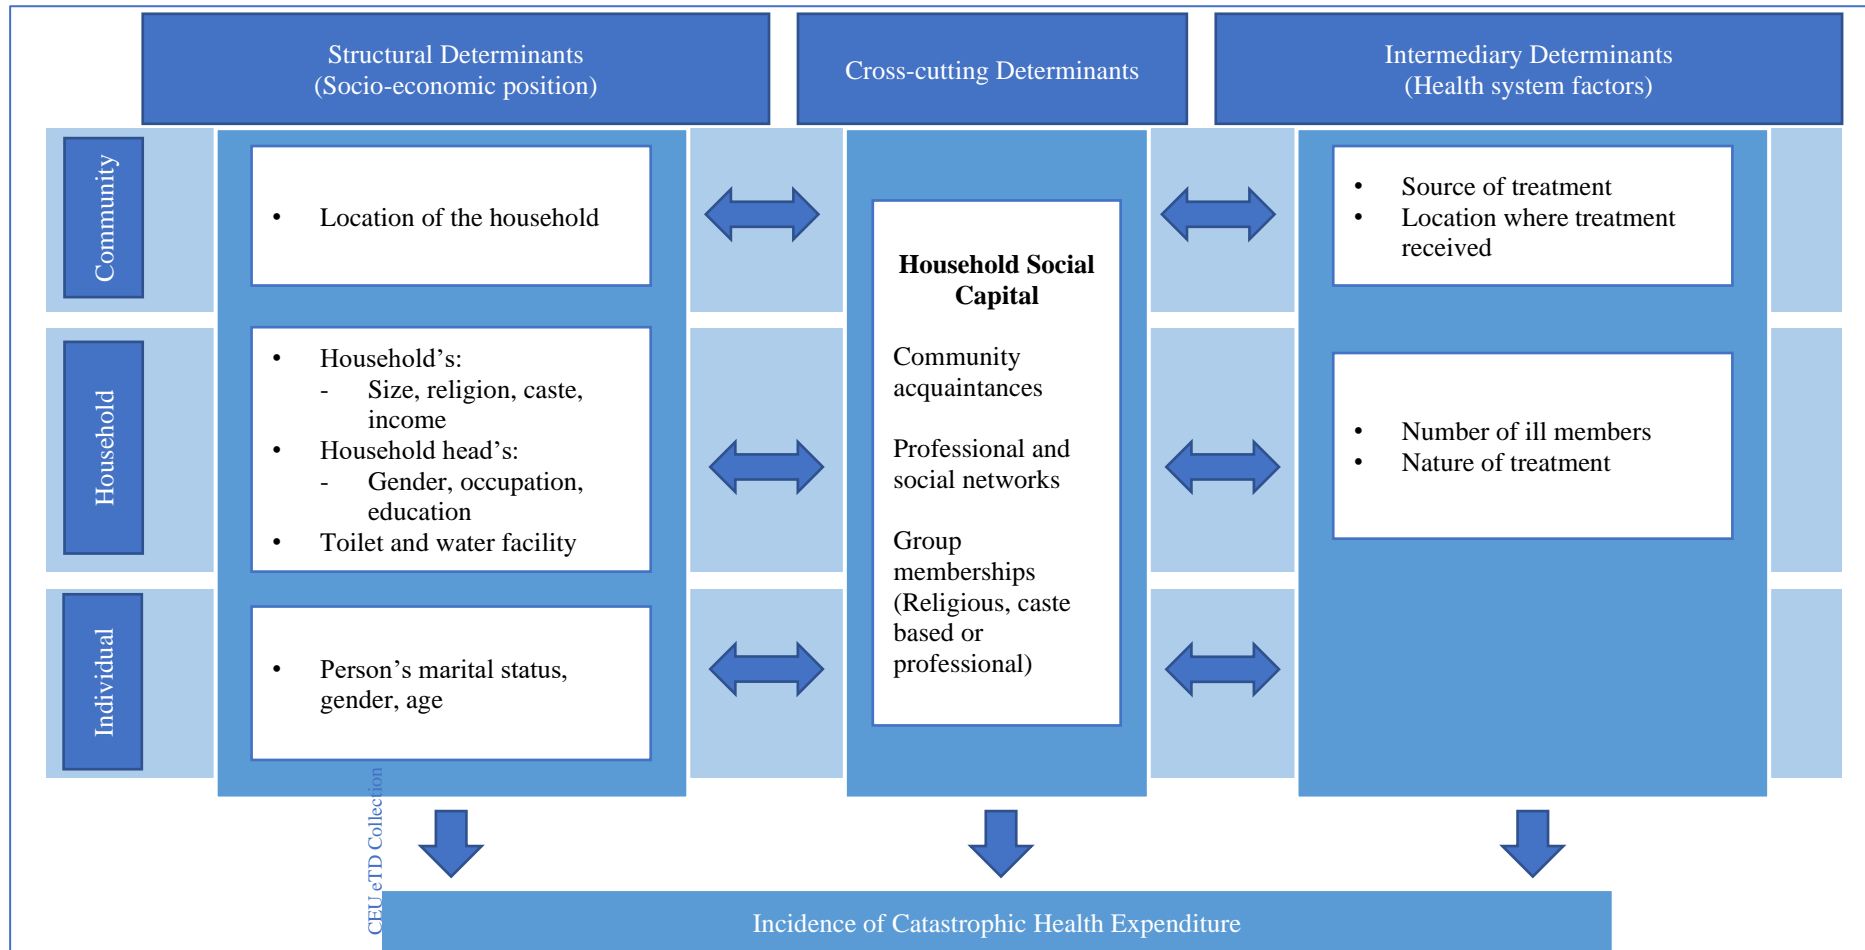 Structural Determinants
(Socio-economic position)
Cross-cutting Determinants
Intermediary Determinants
(Health system factors)
Community
• Location of the household
• Source of treatment
• Location where treatment
received
Household Social
Capital
Community
acquaintances
Professional and
social networks
Group
memberships
(Religious, caste
based or
professional)
Household
• Household’s:
- Size, religion, caste,
income
• Household head’s:
- Gender, occupation,
education
• Toilet and water facility
• Number of ill members
• Nature of treatment
Individual
• Person’s marital status,
gender, age
CEU eTD Collection
Incidence of Catastrophic Health Expenditure